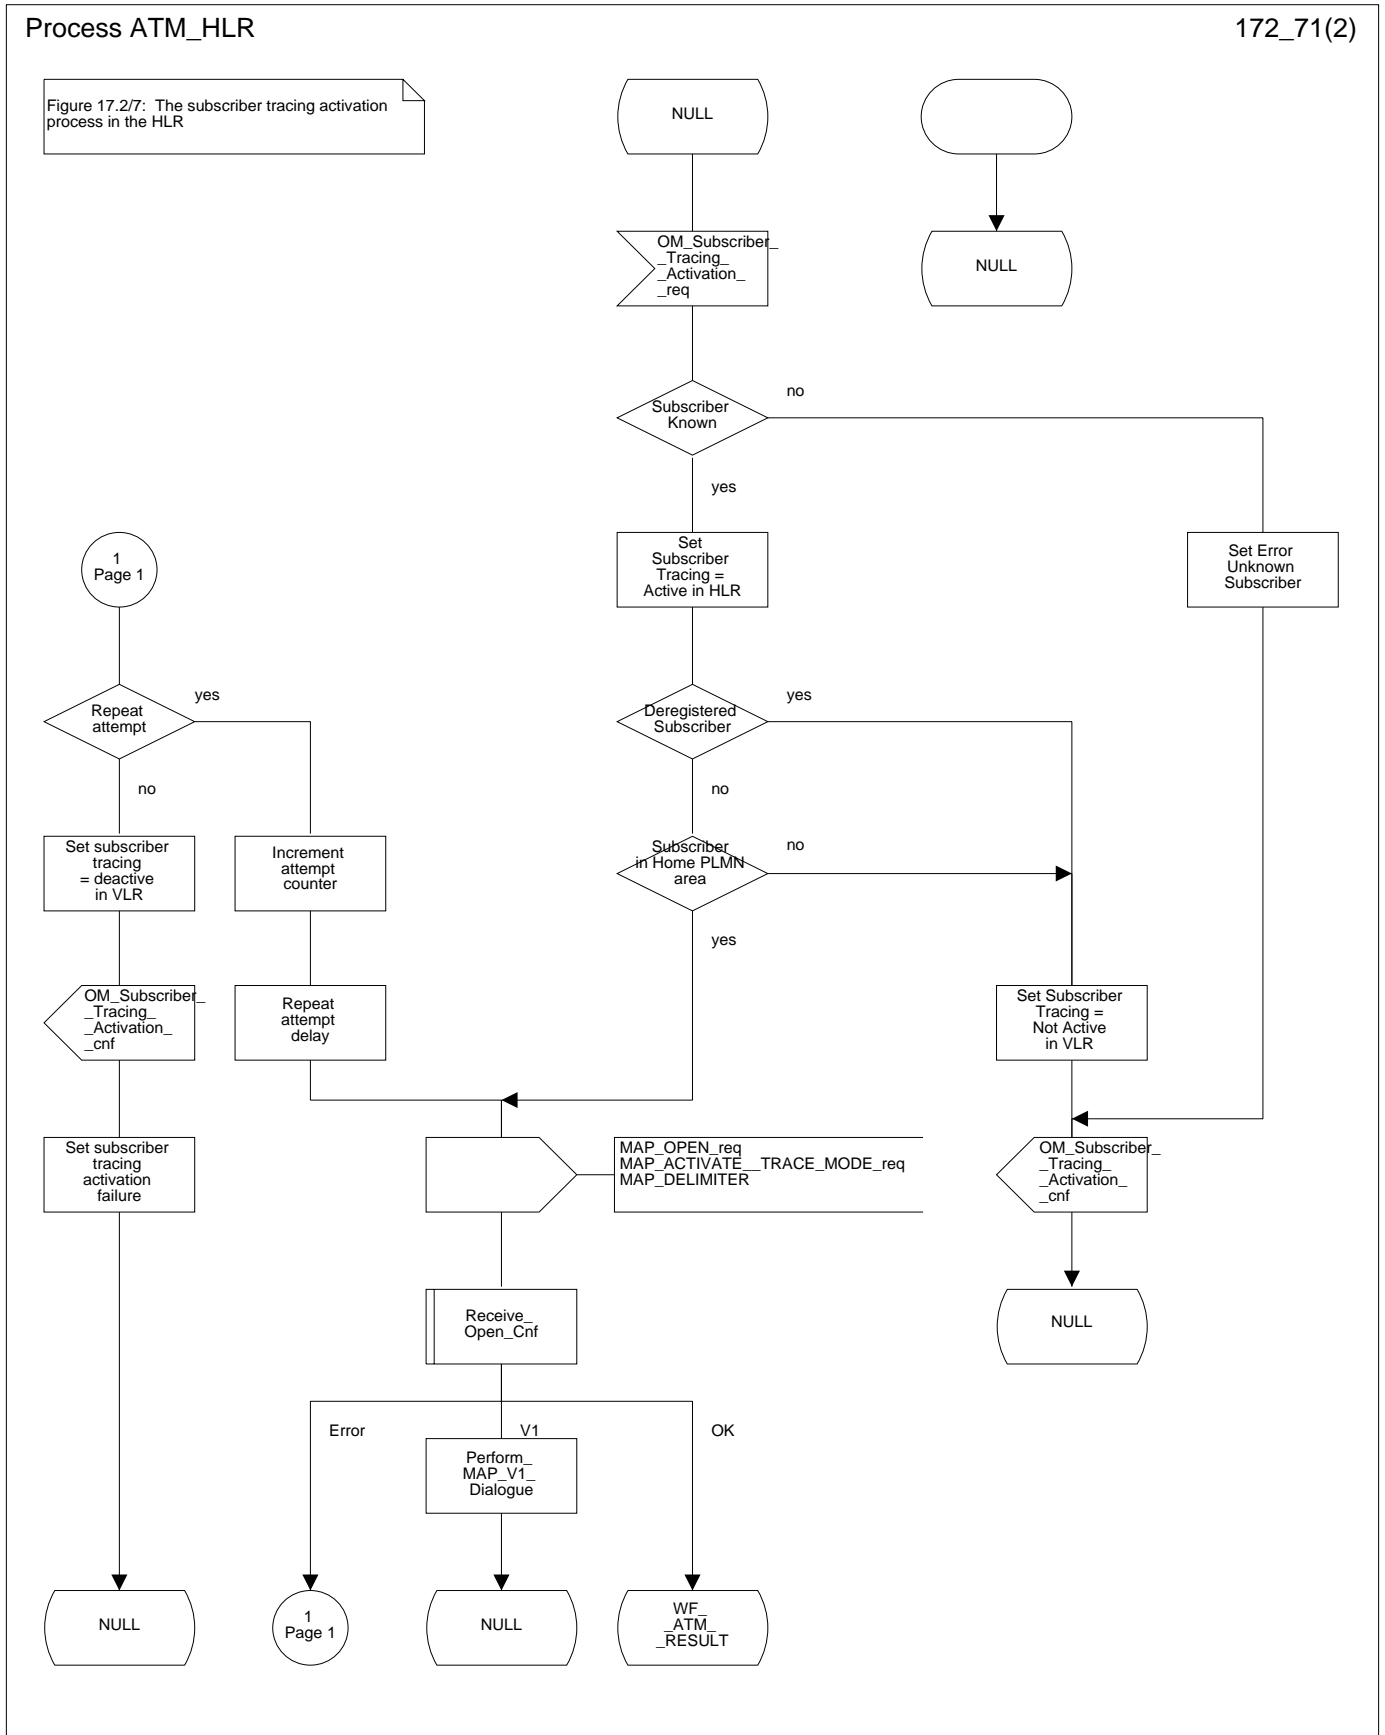 Process ATM_HLR
172_71(2)
Figure 17.2/7:  The subscriber tracing activation
process in the HLR
NULL
OM_Subscriber_
_Tracing_
_Activation_
_req
NULL
Subscriber
Known
no
yes
1
Page 1
Set
Subscriber
Tracing =
Active in HLR
Set Error
Unknown
Subscriber
Repeat
attempt
yes
no
Deregistered
Subscriber
yes
no
Set subscriber
tracing
= deactive
in VLR
Increment
attempt
counter
Subscriber
in Home PLMN
area
no
yes
OM_Subscriber_
_Tracing_
_Activation_
_cnf
Repeat
attempt
delay
Set Subscriber
Tracing =
Not Active
in VLR
Set subscriber
tracing
activation
failure
MAP_OPEN_req
MAP_ACTIVATE__TRACE_MODE_req
MAP_DELIMITER
OM_Subscriber_
_Tracing_
_Activation_
_cnf
Receive_
Open_Cnf
NULL
Error
V1
OK
Perform_
MAP_V1_
Dialogue
NULL
1
Page 1
NULL
WF_
_ATM_
_RESULT